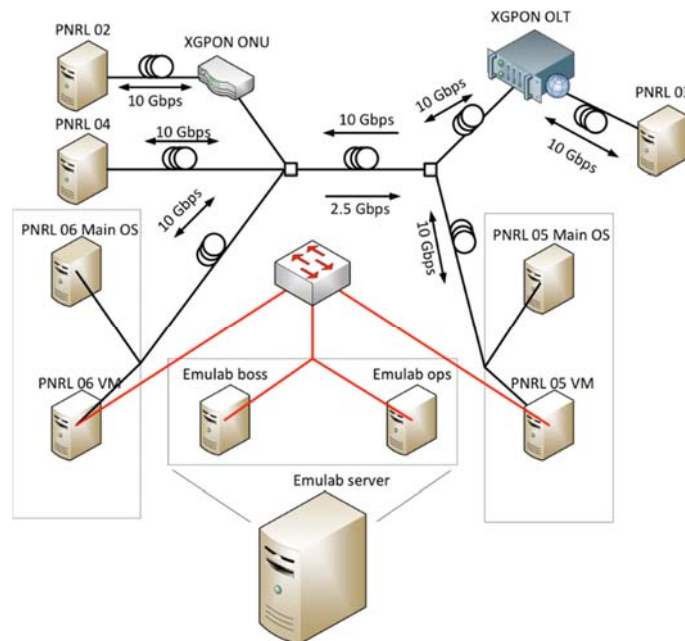 PNRL 02
XGPON ONU
XGPON OLT
10 Gbps
PNRL 04
10 Gbps
10 Gbps
10 Gbps
PNRL 03
10 Gbps
10 Gbps
2.5 Gbps
10 Gbps
PNRL 06 Main OS
PNRL 05 Main OS
PNRL 06 VM
Emulab boss
Emulab ops
PNRL 05 VM
Emulab server